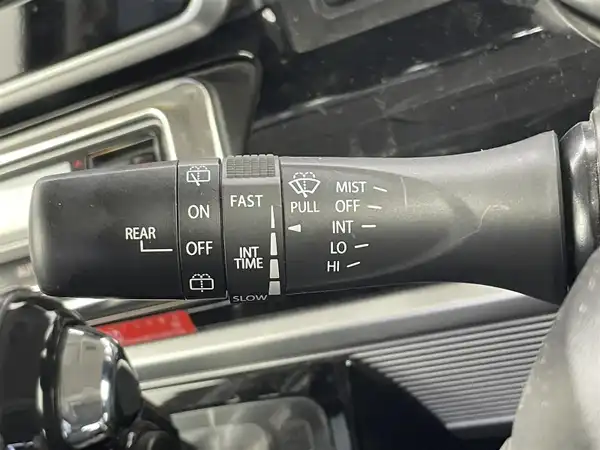 REAR
ON
OFF
FAST
INT
TIME
SLOW
PULL
MIST
OFF
INT
LO
HI